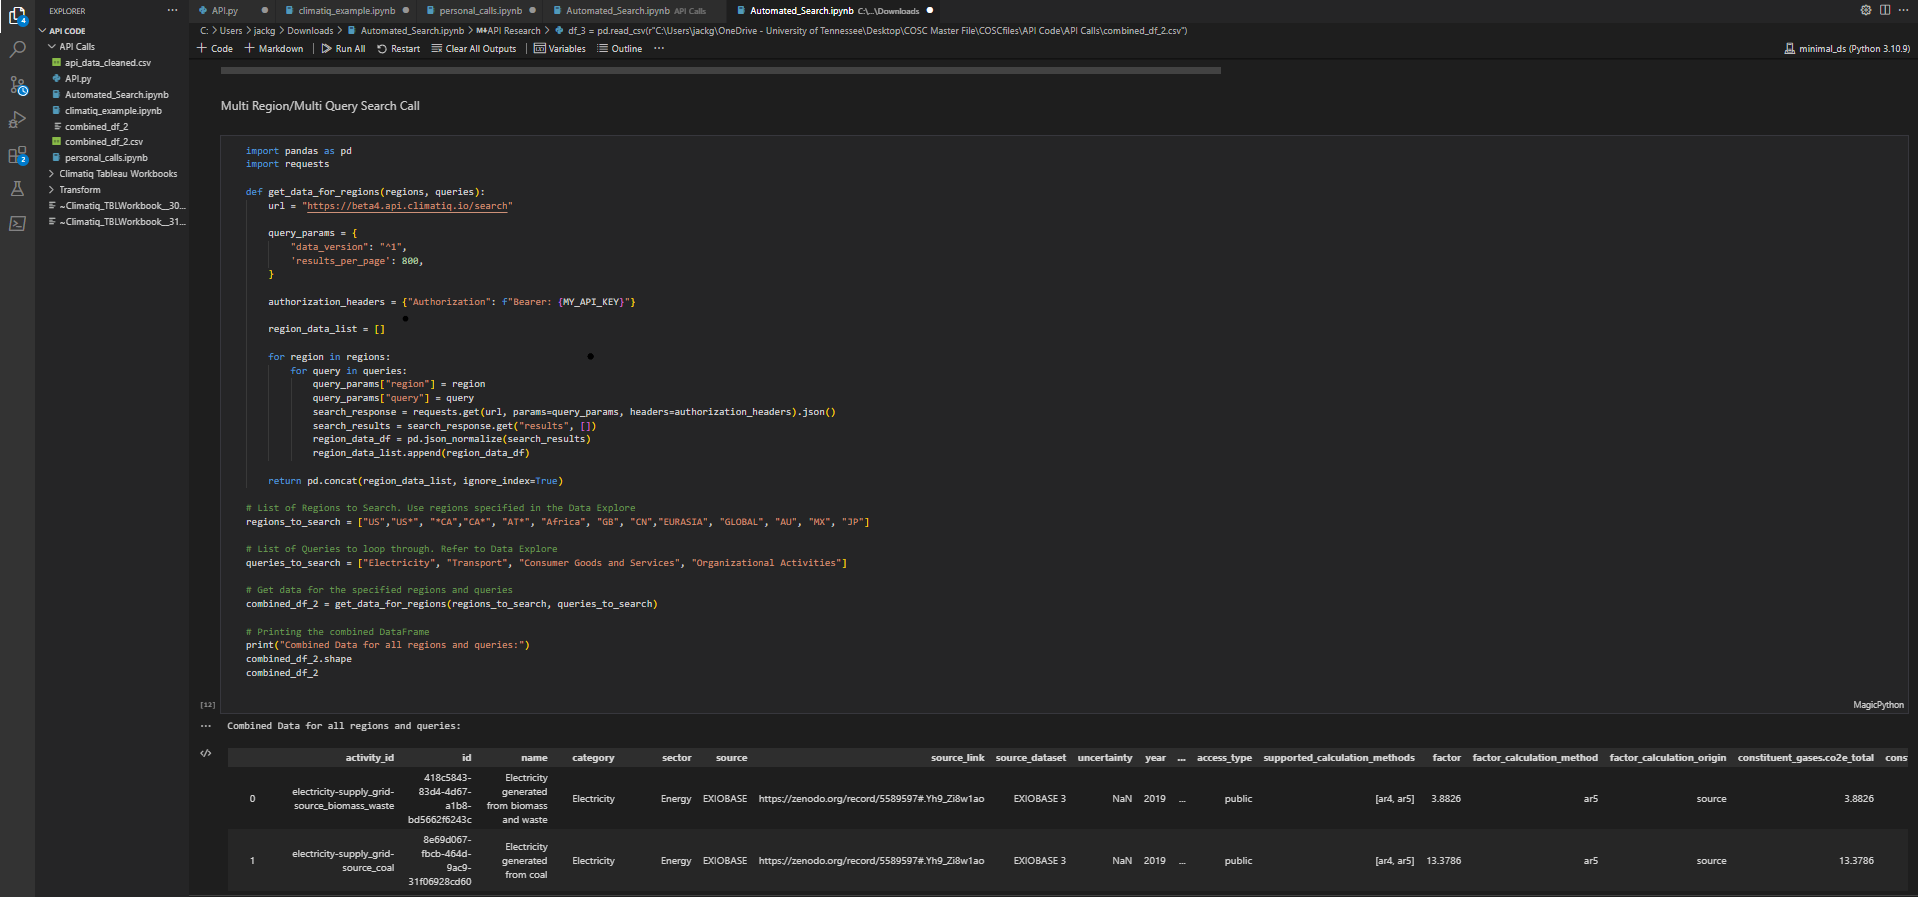 EXPLORER
API CODE
API Calls
api_data_cleaned.csv
API.py
Automated_Search.ipynb
climatiq_example.ipynb
combined_df_2
combined_df_2.csv
personal_calls.ipynb
Climatiq Tableau Workbooks
Transform
~Climatiq_TBLWorkbook__30...
~Climatiq_TBLWorkbook__31...
4
2
API.py climatiq_example.ipynb personal_calls.ipynb Automated_Search.ipynb API Calls Automated_Search.ipynb C:\...\Downloads
C: > Users > jackg > Downloads > Automated_Search.ipynb > M↓API Research > df_3 = pd.read_csv(r"C:\Users\jackg\OneDrive - University of Tennessee\Desktop\COSC Master File\COSCfiles\API Code\API Calls\combined_df_2.csv")
+ Code + Markdown Run All Restart Clear All Outputs Variables Outline ... minimal_ds (Python 3.10.9)
Multi Region/Multi Query Search Call
import pandas as pd
import requests
def get_data_for_regions(regions, queries):
url = "https://beta4.api.climatiq.io/search"
query_params = {
"data_version": "^1",
'results_per_page': 800,
}
authorization_headers = {"Authorization": f"Bearer: {MY_API_KEY}"}
region_data_list = []
for region in regions:
for query in queries:
query_params["region"] = region
query_params["query"] = query
search_response = requests.get(url, params=query_params, headers=authorization_headers).json()
search_results = search_response.get("results", [])
region_data_df = pd.json_normalize(search_results)
region_data_list.append(region_data_df)
return pd.concat(region_data_list, ignore_index=True)
# List of Regions to Search. Use regions specified in the Data Explore
regions_to_search = ["US","US*", "*CA","CA*", "AT*", "Africa", "GB", "CN","EURASIA", "GLOBAL", "AU", "MX", "JP"]
# List of Queries to loop through. Refer to Data Explore
queries_to_search = ["Electricity", "Transport", "Consumer Goods and Services", "Organizational Activities"]
# Get data for the specified regions and queries
combined_df_2 = get_data_for_regions(regions_to_search, queries_to_search)
# Printing the combined DataFrame
print("Combined Data for all regions and queries:")
combined_df_2.shape
combined_df_2
[12] MagicPython
Combined Data for all regions and queries:
activity_id id name category sector source source_link source_dataset uncertainty year ... access_type supported_calculation_methods factor factor_calculation_method factor_calculation_origin constituent_gases.co2e_total cons
0 electricity-supply_grid-source_biomass_waste 418c5843-83d4-4d67-a1b8-bd5662f6243c Electricity generated from biomass and waste Electricity Energy EXIOBASE https://zenodo.org/record/5589597#.Yh9_Zi8w1ao EXIOBASE 3 NaN 2019 ... public [ar4, ar5] 3.8826 ar5 source 3.8826
1 electricity-supply_grid-source_coal 8e69d067-fbcb-464d-9ac9-31f06928cd60 Electricity generated from coal Electricity Energy EXIOBASE https://zenodo.org/record/5589597#.Yh9_Zi8w1ao EXIOBASE 3 NaN 2019 ... public [ar4, ar5] 13.3786 ar5 source 13.3786